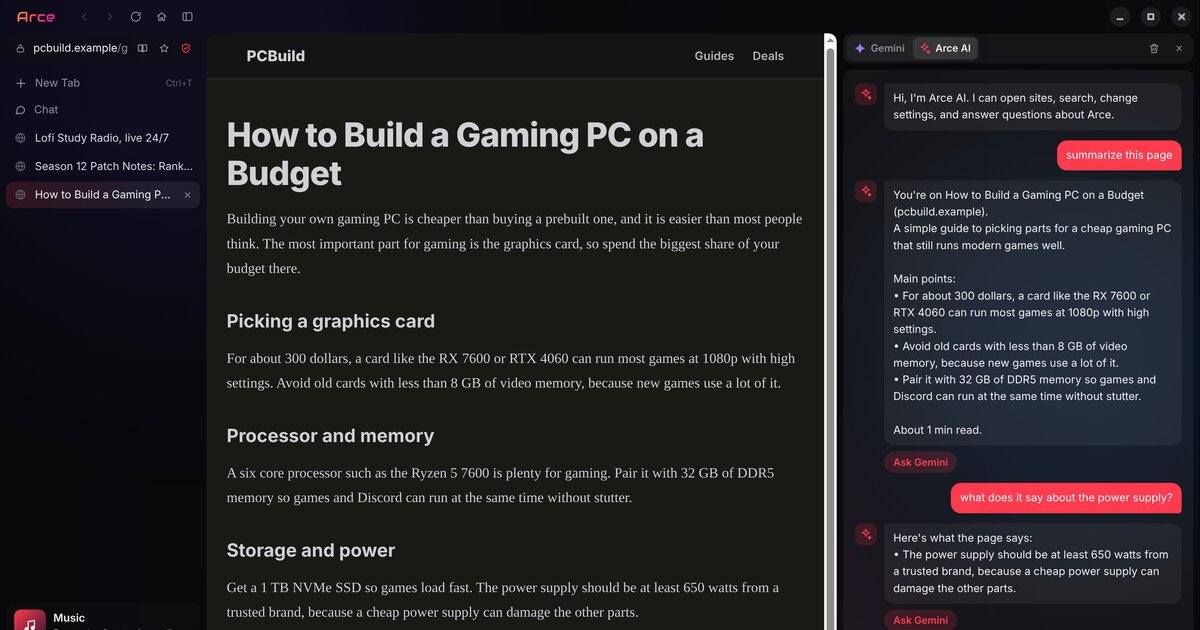 Arce
pcbuild.example/g
New Tab
Ctrl+T
Chat
Lofi Study Radio, live 24/7
Season 12 Patch Notes: Rank...
How to Build a Gaming P...
Music
PCBuild
Guides
Deals
How to Build a Gaming PC on a
Budget
Building your own gaming PC is cheaper than buying a prebuilt one, and it is easier than most people
think. The most important part for gaming is the graphics card, so spend the biggest share of your
budget there.
Picking a graphics card
For about 300 dollars, a card like the RX 7600 or RTX 4060 can run most games at 1080p with high
settings. Avoid old cards with less than 8 GB of video memory, because new games use a lot of it.
Processor and memory
A six core processor such as the Ryzen 5 7600 is plenty for gaming. Pair it with 32 GB of DDR5
memory so games and Discord can run at the same time without stutter.
Storage and power
Get a 1 TB NVMe SSD so games load fast. The power supply should be at least 650 watts from a
trusted brand, because a cheap power supply can damage the other parts.
Gemini
Arce AI
Hi, I'm Arce AI. I can open sites, search, change
settings, and answer questions about Arce.
summarize this page
You're on How to Build a Gaming PC on a Budget
(pcbuild.example).
A simple guide to picking parts for a cheap gaming PC
that still runs modern games well.
Main points:
• For about 300 dollars, a card like the RX 7600 or
RTX 4060 can run most games at 1080p with high
settings.
• Avoid old cards with less than 8 GB of video
memory, because new games use a lot of it.
• Pair it with 32 GB of DDR5 memory so games and
Discord can run at the same time without stutter.
About 1 min read.
Ask Gemini
what does it say about the power supply?
Here's what the page says:
• The power supply should be at least 650 watts from
a trusted brand, because a cheap power supply can
damage the other parts.
Ask Gemini